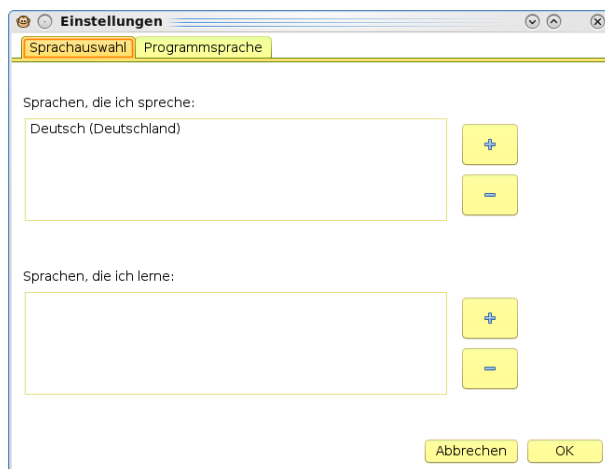 Einstellungen
Sprachauswahl Programmsprache
Sprachen, die ich spreche:
Deutsch (Deutschland)
Sprachen, die ich lerne:
Abbrechen OK